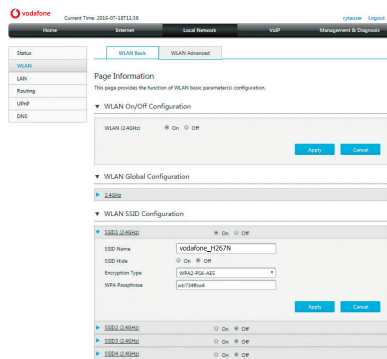 vodafone
Current Time: 2016-07-18T11:38
cytauser Logout
Home Internet Local Network VoIP Management & Diagnosis
Status
WLAN
LAN
Routing
UPnP
DNS
WLAN Basic WLAN Advanced
Page Information
This page provides the function of WLAN basic parameter(s) configuration.
▼ WLAN On/Off Configuration
WLAN (2.4GHz) On Off
Apply Cancel
▼ WLAN Global Configuration
2.4GHz
▼ WLAN SSID Configuration
SSID1 (2.4GHz) On Off
SSID Name vodafone_H267N
SSID Hide On Off
Encryption Type WPA2-PSK-AES
WPA Passphrase
Apply Cancel
SSID2 (2.4GHz) On Off
SSID3 (2.4GHz) On Off
SSID4 (2.4GHz) On Off